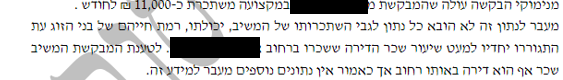 מנימוקי הבקשה עולה שהמבקשת מ במקצועה משתכרת כ-11,000 ₪ לחודש .
מעבר לנתון זה לא הובא כל נתון לגבי השתכרותו של המשיב, יכולתו, רמת חייהם של בני הזוג עת
התגוררו יחדיו למעט שיעור שכר הדירה ששכרו ברחוב . לטענת המבקשת המשיב
שכר אף הוא דירה באותו רחוב אך כאמור אין נתונים נוספים מעבר למידע זה.